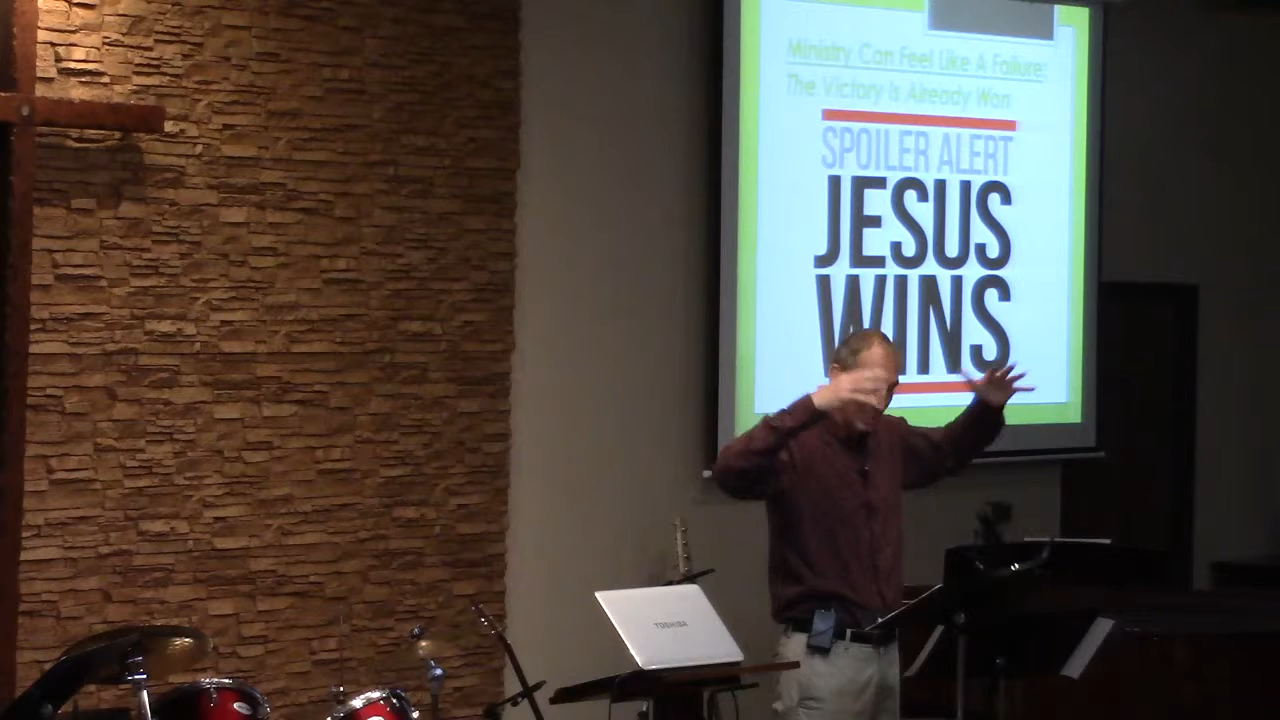 Ministry Can Feel Like A Failure:
The Victory Is Already Won
SPOILER ALERT
JESUS
WINS
TOSHIBA